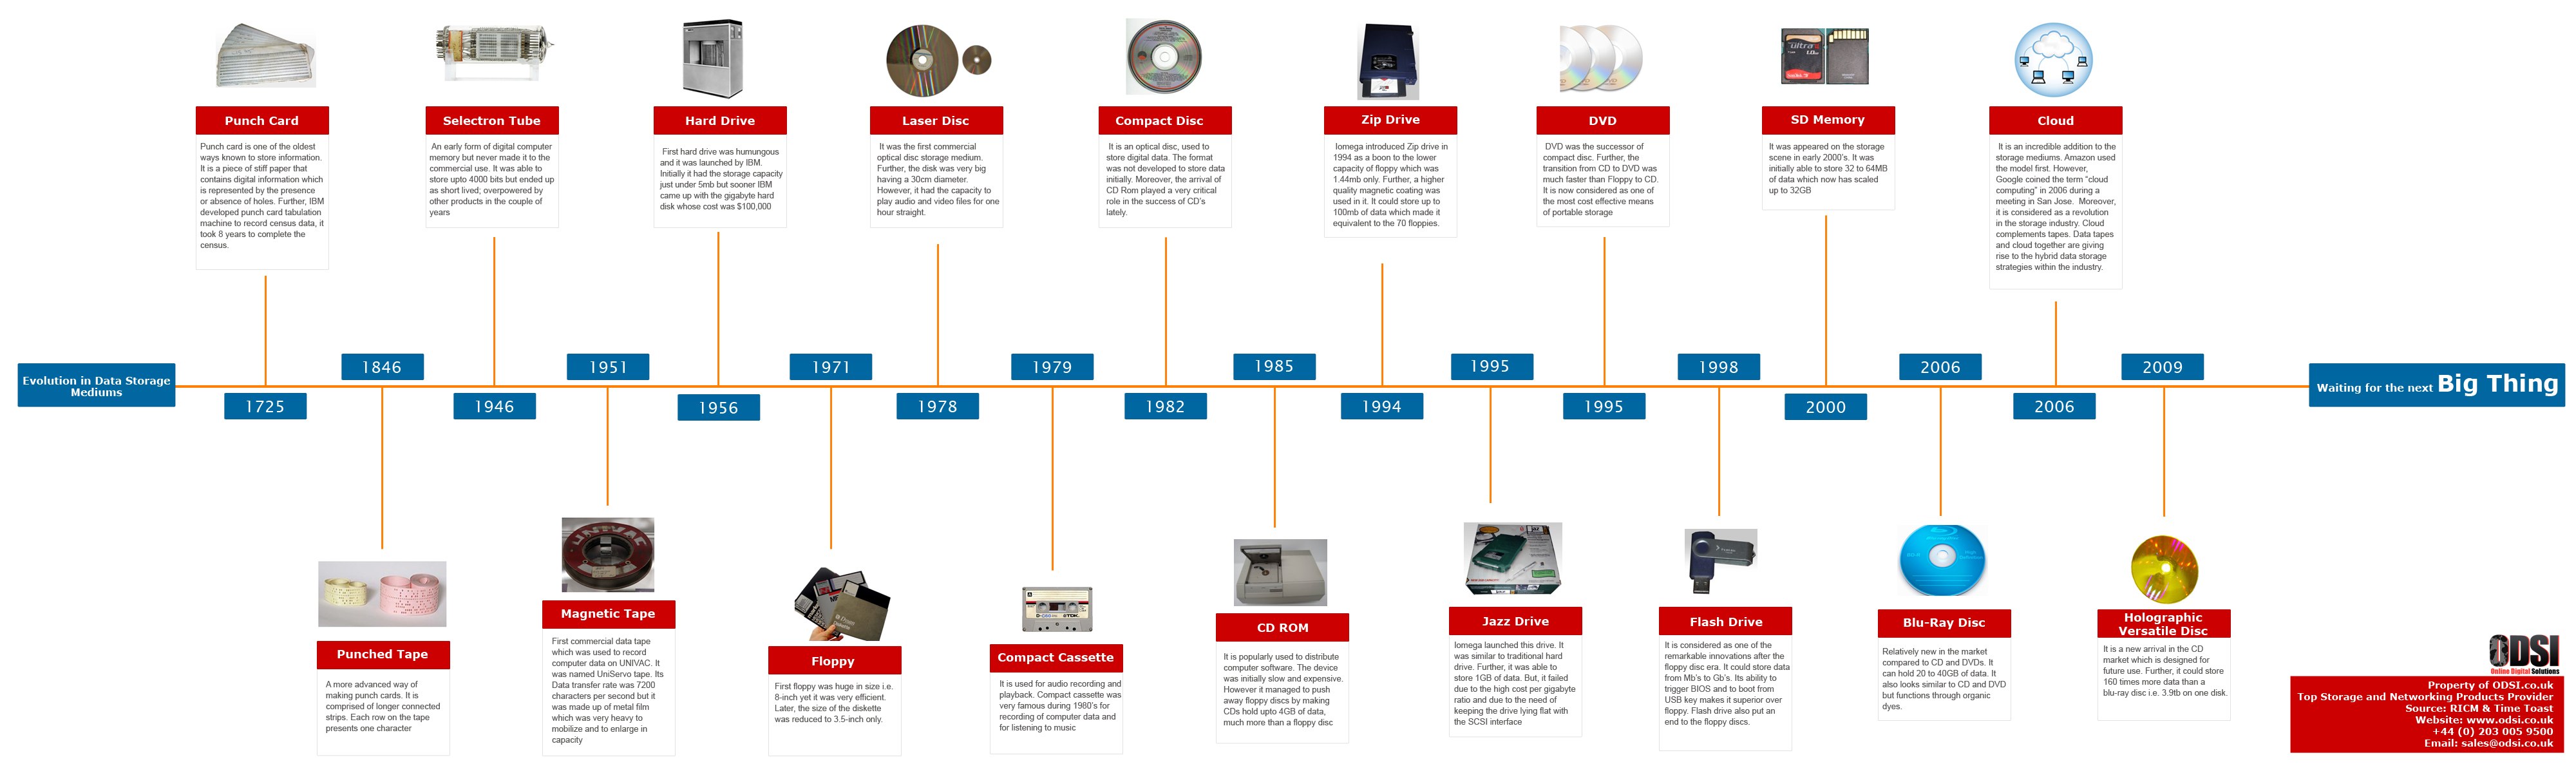 Punch Card
Punch card is one of the oldest
ways known to store information.
It is a piece of stiff paper that
contains digital information which
is represented by the presence
or absence of holes. Further, IBM
developed punch card tabulation
machine to record census data, it
took 8 years to complete the
census.
Selectron Tube
An early form of digital computer
memory but never made it to the
commercial use. It was able to
store upto 4000 bits but ended up
as short lived; overpowered by
other products in the couple of
years
Hard Drive
First hard drive was humungous
and it was launched by IBM.
Initially it had the storage capacity
just under 5mb but sooner IBM
came up with the gigabyte hard
disk whose cost was $100,000
Laser Disc
It was the first commercial
optical disc storage medium.
Further, the disk was very big
having a 30cm diameter.
However, it had the capacity to
play audio and video files for one
hour straight.
Compact Disc
It is an optical disc, used to
store digital data. The format
was not developed to store data
initially. Moreover, the arrival of
CD Rom played a very critical
role in the success of CD's
lately.
Zip Drive
Iomega introduced Zip drive in
1994 as a boon to the lower
capacity of floppy which was
1.44mb only. Further, a higher
quality magnetic coating was
used in it. It could store up to
100mb of data which made it
equivalent to the 70 floppies.
DVD
DVD was the successor of
compact disc. Further, the
transition from CD to DVD was
much faster than Floppy to CD.
It is now considered as one of
the most cost effective means
of portable storage
SD Memory
It was appeared on the storage
scene in early 2000's. It was
initially able to store 32 to 64MB
of data which now has scaled
up to 32GB
Cloud
It is an incredible addition to the
storage mediums. Amazon used
the model first. However,
Google coined the term "cloud
computing" in 2006 during a
meeting in San Jose. Moreover,
it is considered as a revolution
in the storage industry. Cloud
complements tapes. Data tapes
and cloud together are giving
rise to the hybrid data storage
strategies within the industry.
Evolution in Data Storage
Mediums
1725
1846
1946
1951
1956
1971
1978
1979
1982
1985
1994
1995
1995
1998
2000
2006
2006
2009
Waiting for the next Big Thing
Punched Tape
A more advanced way of
making punch cards. It is
comprised of longer connected
strips. Each row on the tape
presents one character
UNIVAC
Magnetic Tape
First commercial data tape
which was used to record
computer data on UNIVAC. It
was named UniServo tape. Its
Data transfer rate was 7200
characters per second but it
was made up of metal film
which was very heavy to
mobilize and to enlarge in
capacity
Floppy
First floppy was huge in size i.e.
8-inch yet it was very efficient.
Later, the size of the diskette
was reduced to 3.5-inch only.
Compact Cassette
It is used for audio recording and
playback. Compact cassette was
very famous during 1980's for
recording of computer data and
for listening to music
CD ROM
It is popularly used to distribute
computer software. The device
was initially slow and expensive.
However it managed to push
away floppy discs by making
CDs hold upto 4GB of data,
much more than a floppy disc
Jazz Drive
Iomega launched this drive. It
was similar to traditional hard
drive. Further, it was able to
store 1GB of data. But, it failed
due to the high cost per gigabyte
ratio and due to the need of
keeping the drive lying flat with
the SCSI interface
Flash Drive
It is considered as one of the
remarkable innovations after the
floppy disc era. It could store data
from Mb's to Gb's. Its ability to
trigger BIOS and to boot from
USB key makes it superior over
floppy. Flash drive also put an
end to the floppy discs.
Blu-Ray Disc
Relatively new in the market
compared to CD and DVDs. It
can hold 20 to 40GB of data. It
also looks similar to CD and DVD
but functions through organic
dyes.
Holographic
Versatile Disc
It is a new arrival in the CD
market which is designed for
future use. Further, it could store
160 times more data than a
blu-ray disc i.e. 3.9tb on one disk.
ODSI
Online Digital Solutions
Property of ODSI.co.uk
Top Storage and Networking Products Provider
Source: RICM & Time Toast
Website: www.odsi.co.uk
+44 (0) 203 005 9500
Email: sales@odsi.co.uk